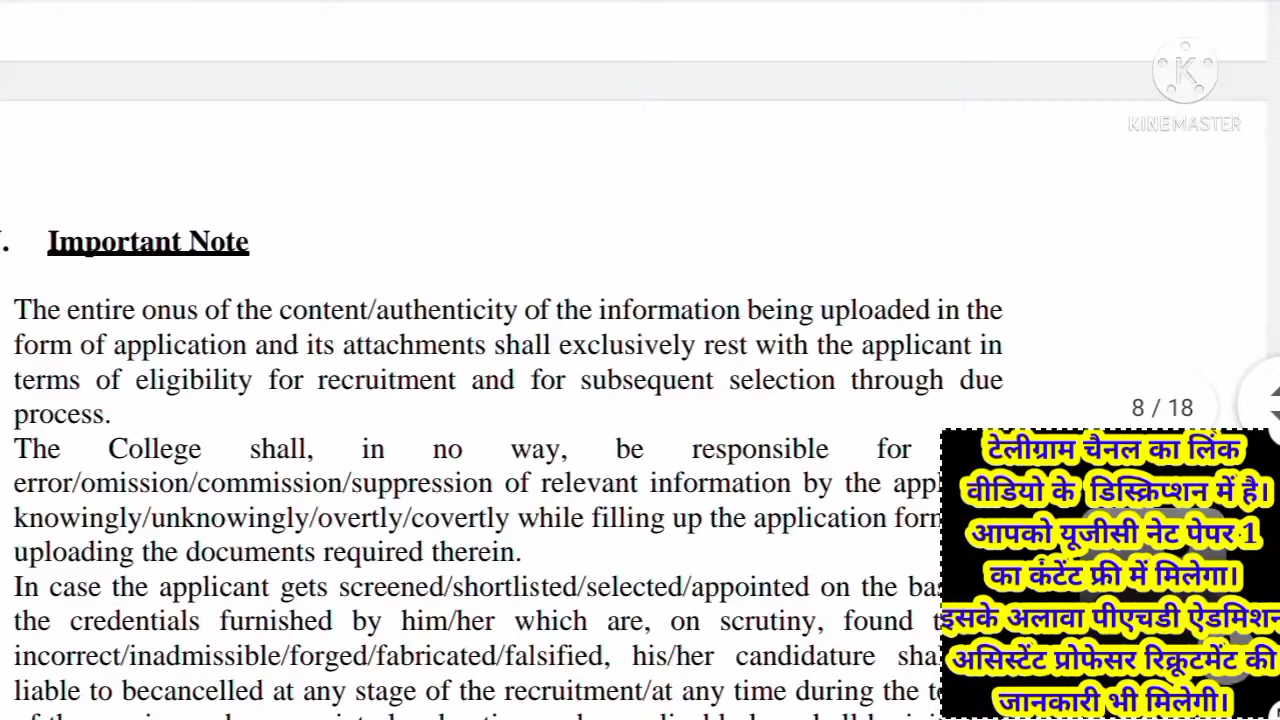 KINEMASTER
Important Note
The entire onus of the content/authenticity of the information being uploaded in the
form of application and its attachments shall exclusively rest with the applicant in
terms of eligibility for recruitment and for subsequent selection through due
process.
The College shall, in no way, be responsible for
error/omission/commission/suppression of relevant information by the
knowingly/unknowingly/overtly/covertly while filling up the application
uploading the documents required therein.
In case the applicant gets screened/shortlisted/selected/appointed on the
the credentials furnished by him/her which are, on scrutiny, found
incorrect/inadmissible/forged/fabricated/falsified, his/her candidature
liable to becancelled at any stage of the recruitment/at any time during the
8 / 18
टेलीग्राम चैनल का लिंक
वीडियो के डिस्क्रिप्शन में है।
आपको यूजीसी नेट पेपर 1
का कंटेंट फ्री में मिलेगा।
इसके अलावा पीएचडी ऐडमिशन
असिस्टेंट प्रोफेसर रिक्रूटमेंट की
जानकारी भी मिलेगी।